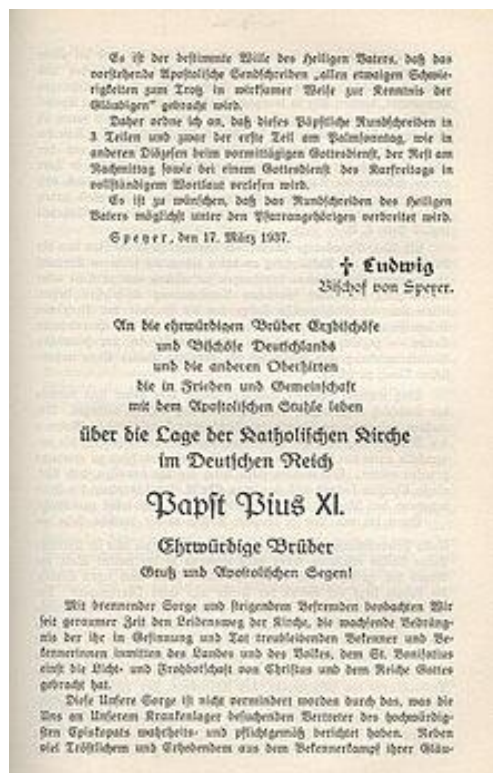 Es ist der bestimmte Wille des Heiligen Vaters, daß das
vorstehende Apostolische Sendschreiben „allen etwaigen Schwie-
rigkeiten zum Trotz in wirksamer Weise zur Kenntnis der
Gläubigen" gebracht wird.
Daher ordne ich an, daß dieses Päpstliche Rundschreiben in
3 Teilen und zwar der erste Teil am Palmsonntag, wie in
anderen Diözesen beim vormittägigen Gottesdienst, der Rest am
Nachmittag sowie bei einem Gottesdienst des Karfreitags in
vollständigem Wortlaut verlesen wird.
Es ist zu wünschen, daß das Rundschreiben des Heiligen
Vaters möglichst unter den Pfarrangehörigen verbreitet wird.
Speyer, den 17. März 1937.
† Ludwig
Bischof von Speyer.
An die ehrwürdigen Brüder Erzbischöfe
und Bischöfe Deutschlands
und die anderen Oberhirten
die in Frieden und Gemeinschaft
mit dem Apostolischen Stuhle leben
über die Lage der Katholischen Kirche
im Deutschen Reich
Papst Pius XI.
Ehrwürdige Brüder
Gruß und Apostolischen Segen!
Mit brennender Sorge und steigendem Befremden beobachten Wir
seit geraumer Zeit den Leidensweg der Kirche, die wachsende Bedräng-
nis der ihr in Gesinnung und Tat treubleibenden Bekenner und Be-
kennerinnen inmitten des Landes und des Volkes, dem St. Bonifatius
einst die Licht- und Frohbotschaft von Christus und dem Reiche Gottes
gebracht hat.
Diese Unsere Sorge ist nicht vermindert worden durch das, was die
Uns an Unserem Krankenlager besuchenden Vertreter des hochwürdig-
sten Episkopats wahrheits- und pflichtgemäß berichtet haben. Neben
viel Tröstlichem und Erhebendem aus dem Bekennerkampf ihrer Gläu-